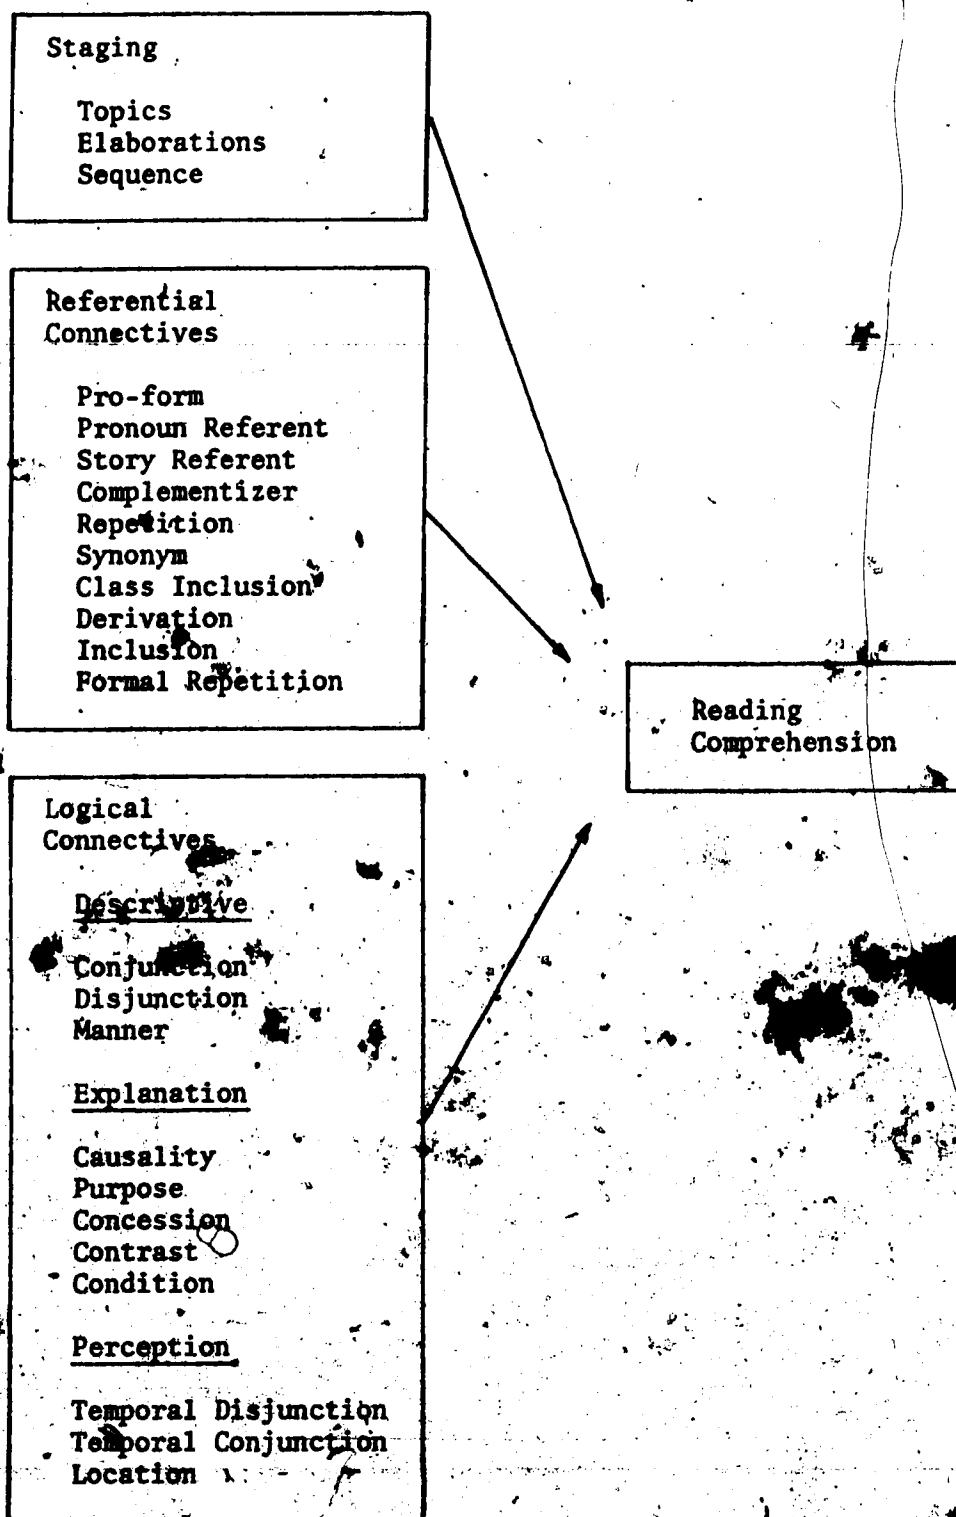 Staging
Topics
Elaborations
Sequence
Referential
Connectives
Pro-form
Pronoun Referent
Story Referent
Complementizer
Repetition
Synonym
Class Inclusion
Derivation
Inclusion
Formal Repetition
Reading
Comprehension
Logical
Connectives
Descriptive
Conjunction
Disjunction
Manner
Explanation
Causality
Purpose
Concession
Contrast
Condition
Perception
Temporal Disjunction
Temporal Conjunction
Location